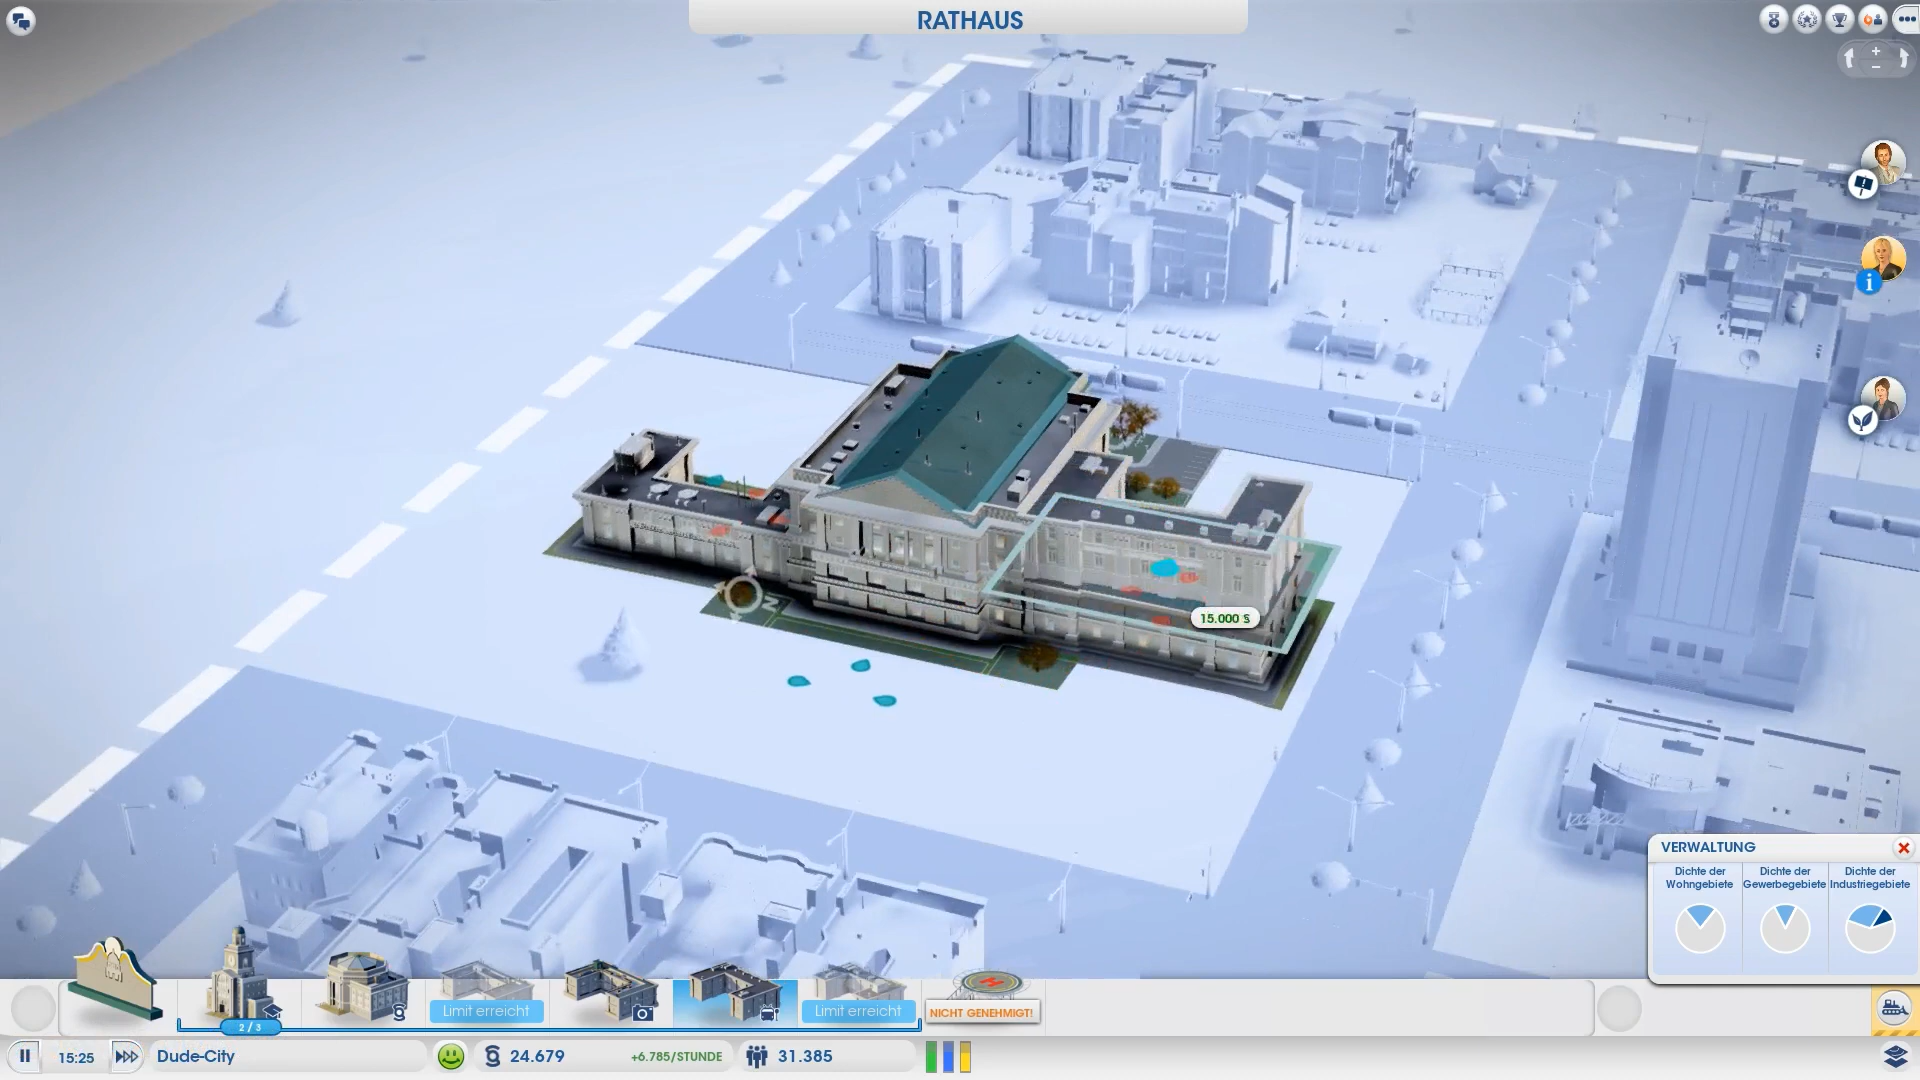 RATHAUS
N
15.000 §
VERWALTUNG
Dichte der
Wohngebiete
Dichte der
Gewerbegebiete
Dichte der
Industriegebiete
Limit erreicht
Limit erreicht
H
NICHT GENEHMIGT!
2 / 3
15:25
Dude-City
24.679
+6.785/STUNDE
31.385